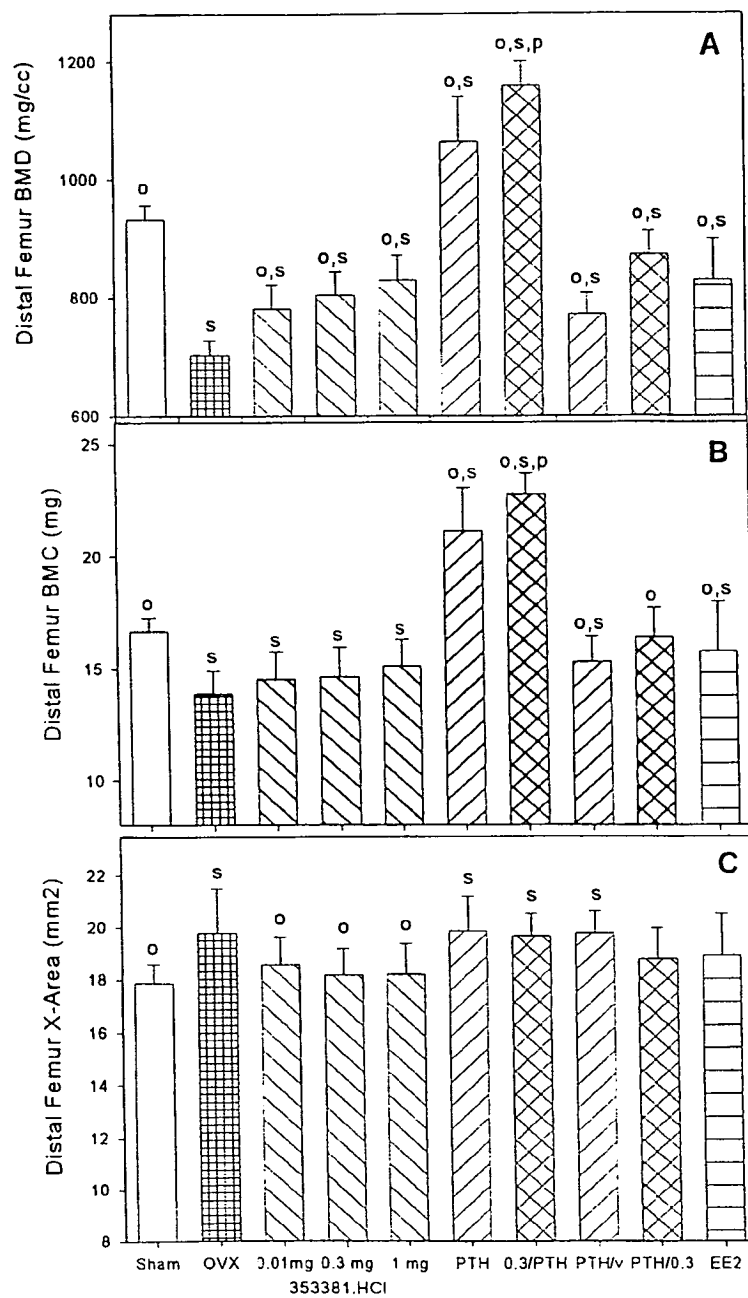 A
Distal Femur BMD (mg/cc)
1200
1000
800
600
o
s
o,s
o,s
o,s
o,s
o,s,p
o,s
o,s
o,s
B
Distal Femur BMC (mg)
25
20
15
10
o
s
s
s
s
o,s
o,s,p
o,s
o
o,s
C
Distal Femur X-Area (mm2)
22
20
18
16
14
12
10
8
o
s
o
o
o
s
s
s
Sham OVX 0.01mg 0.3 mg 1 mg PTH 0.3/PTH PTH/v PTH/0.3 EE2
353381.HCl